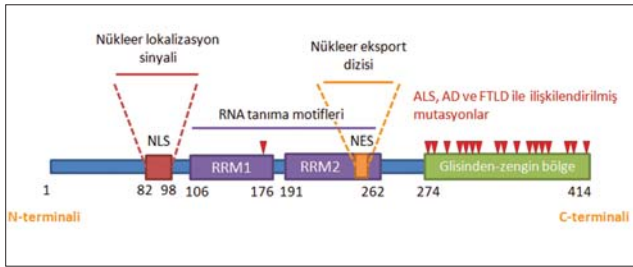 Nükleer lokalizasyon
sinyali
Nükleer eksport
dizisi
ALS, AD ve FTLD ile ilişkilendirilmiş
mutasyonlar
RNA tanıma motifleri
NLS
NES
RRM1
RRM2
Glisinden-zengin bölge
1
82 98 106
176 191
262
274
414
N-terminali
C-terminali